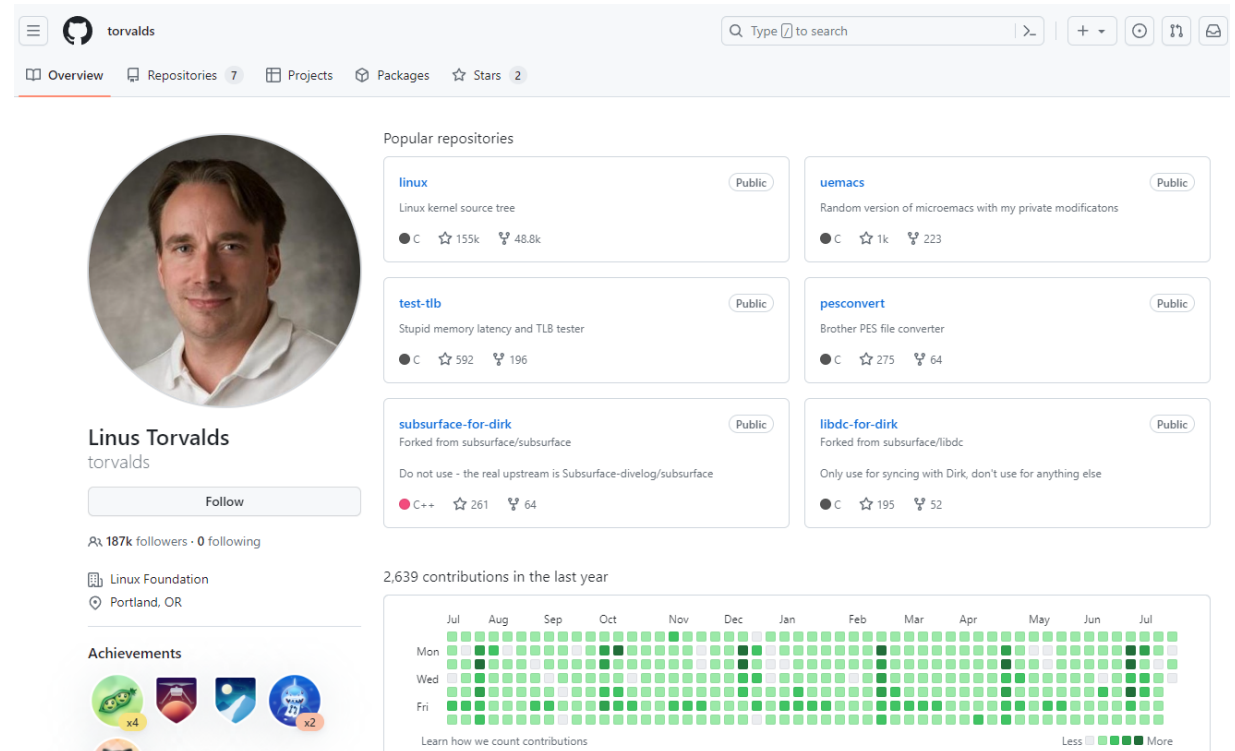 torvalds
Type / to search
Overview
Repositories 7
Projects
Packages
Stars 2
Popular repositories
linux
Public
Linux kernel source tree
C 155k 48.8k
uemacs
Public
Random version of microemacs with my private modificatons
C 1k 223
test-tlb
Public
Stupid memory latency and TLB tester
C 592 196
pesconvert
Public
Brother PES file converter
C 275 64
subsurface-for-dirk
Public
Forked from subsurface/subsurface
Do not use - the real upstream is Subsurface-divelog/subsurface
C++ 261 64
libdc-for-dirk
Public
Forked from subsurface/libdc
Only use for syncing with Dirk, don't use for anything else
C 195 52
Linus Torvalds
torvalds
Follow
187k followers · 0 following
Linux Foundation
Portland, OR
Achievements
x4
x2
2,639 contributions in the last year
Jul Aug Sep Oct Nov Dec Jan Feb Mar Apr May Jun Jul
Mon
Wed
Fri
Learn how we count contributions
Less More